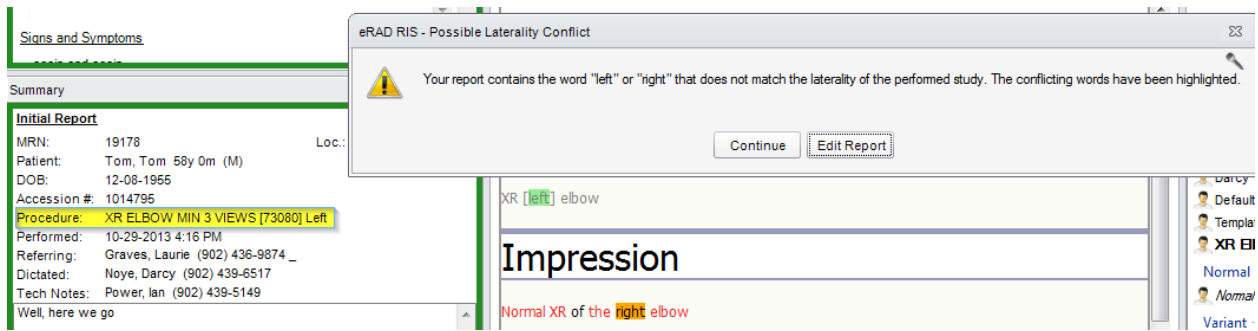 Signs and Symptoms
Summary
Initial Report
MRN: 19178 Loc.:
Patient: Tom, Tom 58y 0m (M)
DOB: 12-08-1955
Accession #: 1014795
Procedure: XR ELBOW MIN 3 VIEWS [73080] Left
Performed: 10-29-2013 4:16 PM
Referring: Graves, Laurie (902) 436-9874 _
Dictated: Noye, Darcy (902) 439-6517
Tech Notes: Power, Ian (902) 439-5149
Well, here we go
eRAD RIS - Possible Laterality Conflict
Your report contains the word "left" or "right" that does not match the laterality of the performed study. The conflicting words have been highlighted.
Continue Edit Report
XR [left] elbow
Impression
Normal XR of the right elbow
Darcy
Default
Templa
XR El
Normal
Normal
Variant